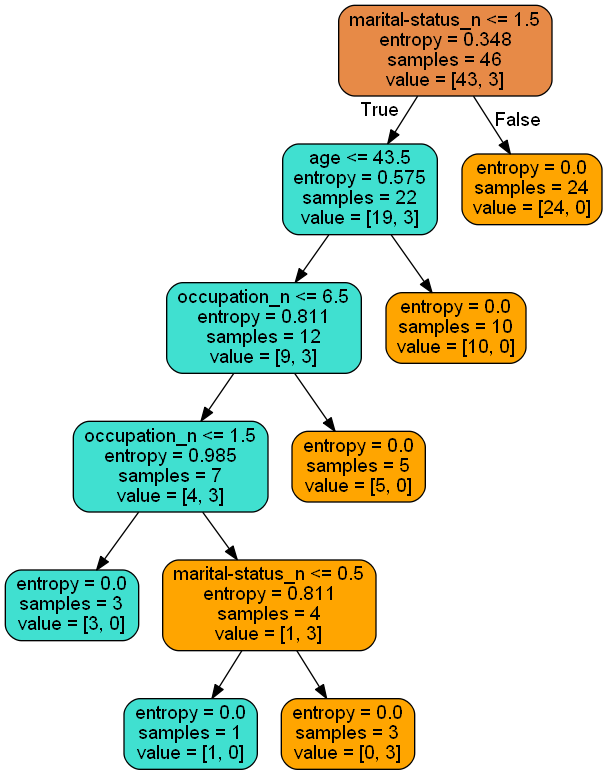 marital-status_n <= 1.5
entropy = 0.348
samples = 46
value = [43, 3]
True
False
age <= 43.5
entropy = 0.575
samples = 22
value = [19, 3]
entropy = 0.0
samples = 24
value = [24, 0]
occupation_n <= 6.5
entropy = 0.811
samples = 12
value = [9, 3]
entropy = 0.0
samples = 10
value = [10, 0]
occupation_n <= 1.5
entropy = 0.985
samples = 7
value = [4, 3]
entropy = 0.0
samples = 5
value = [5, 0]
entropy = 0.0
samples = 3
value = [3, 0]
marital-status_n <= 0.5
entropy = 0.811
samples = 4
value = [1, 3]
entropy = 0.0
samples = 1
value = [1, 0]
entropy = 0.0
samples = 3
value = [0, 3]